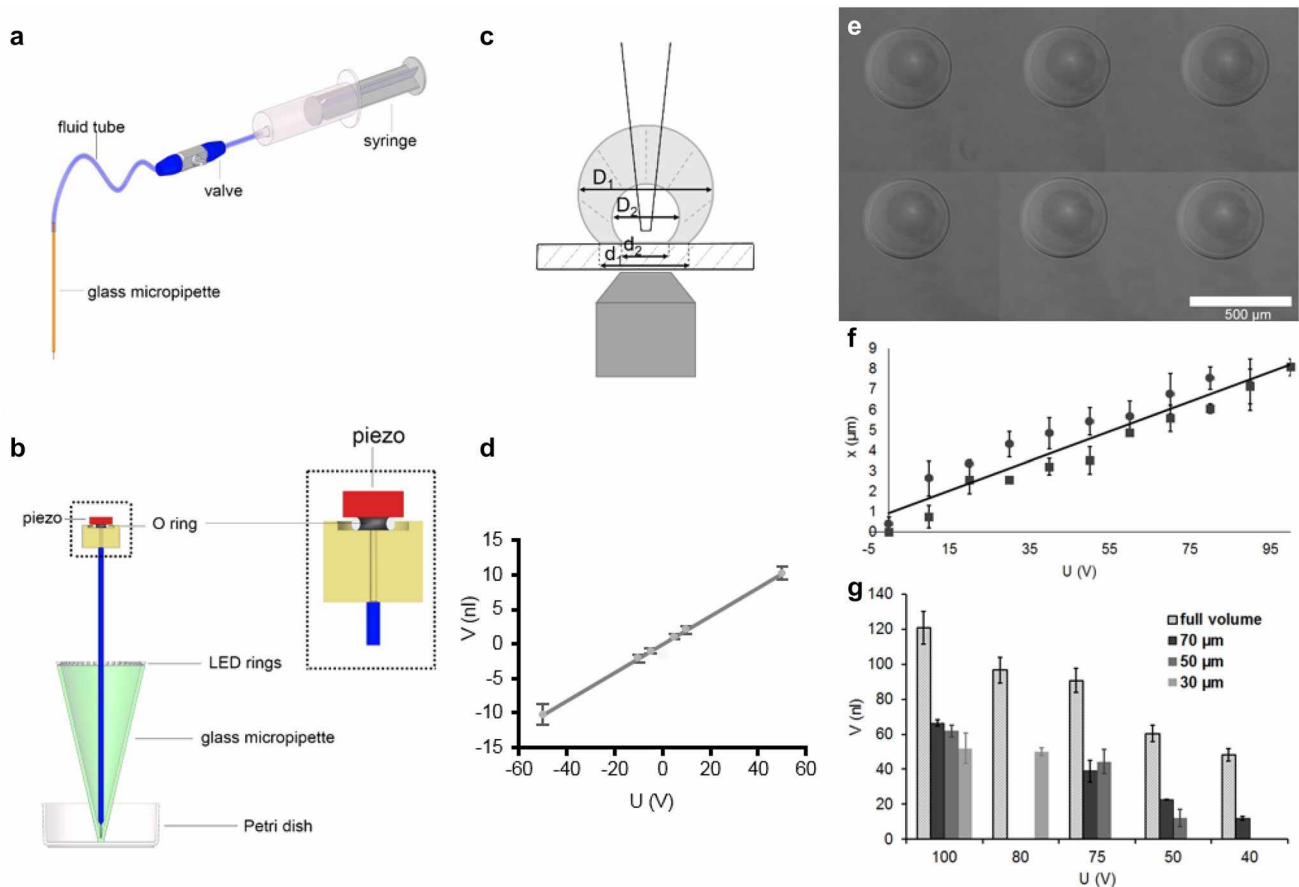 a
fluid tube
syringe
valve
glass micropipette
b
piezo
piezo
O ring
LED rings
glass micropipette
Petri dish
c
D1
D2
d2
d1
d
V (nl)
15
10
5
0
-5
-10
-15
-60 -40 -20 0 20 40 60
U (V)
e
500 µm
f
x (µm)
9
8
7
6
5
4
3
2
1
0
-5 15 35 55 75 95
U (V)
g
V (nl)
140
120
100
80
60
40
20
0
full volume
70 µm
50 µm
30 µm
100 80 75 50 40
U (V)